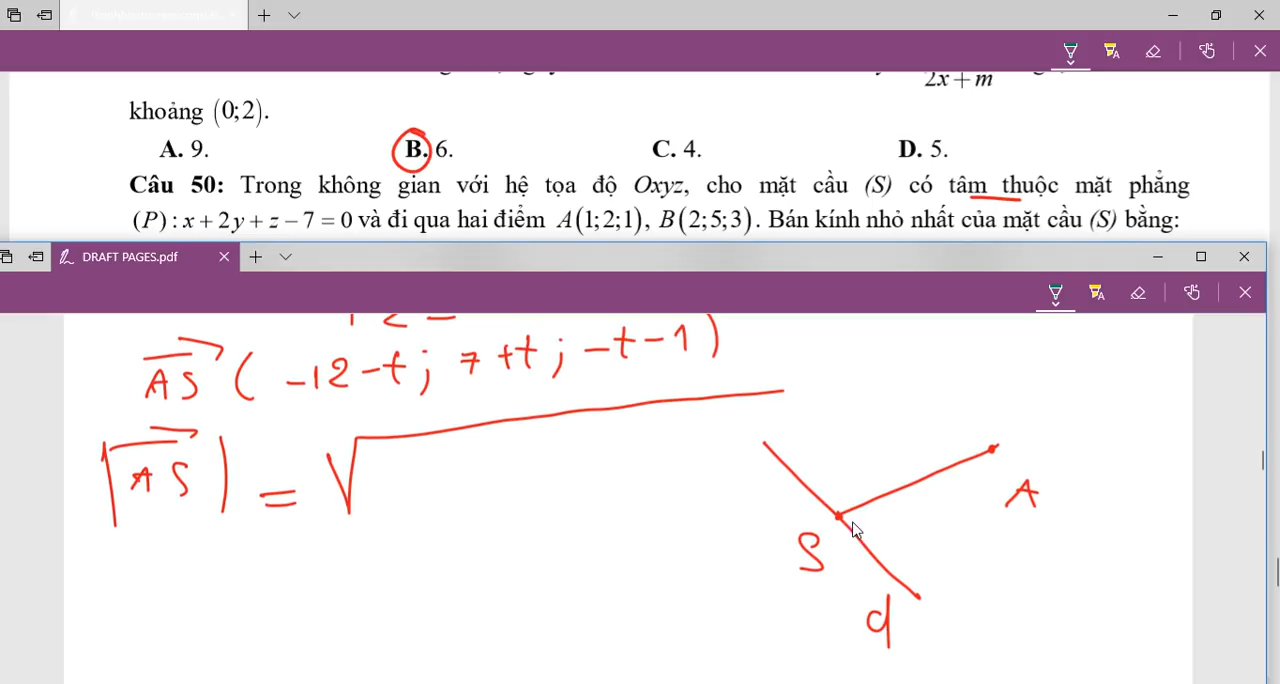 2x+m
khoảng (0;2).
A. 9. B. 6. C. 4. D. 5.
Câu 50: Trong không gian với hệ tọa độ Oxyz, cho mặt cầu (S) có tâm thuộc mặt phẳng
(P): x+2y+z−7=0 và đi qua hai điểm A(1;2;1), B(2;5;3). Bán kính nhỏ nhất của mặt cầu (S) bằng:
DRAFT PAGES.pdf
AS (-12-t; 7+t; -t-1)
|AS| = √
A
S
d